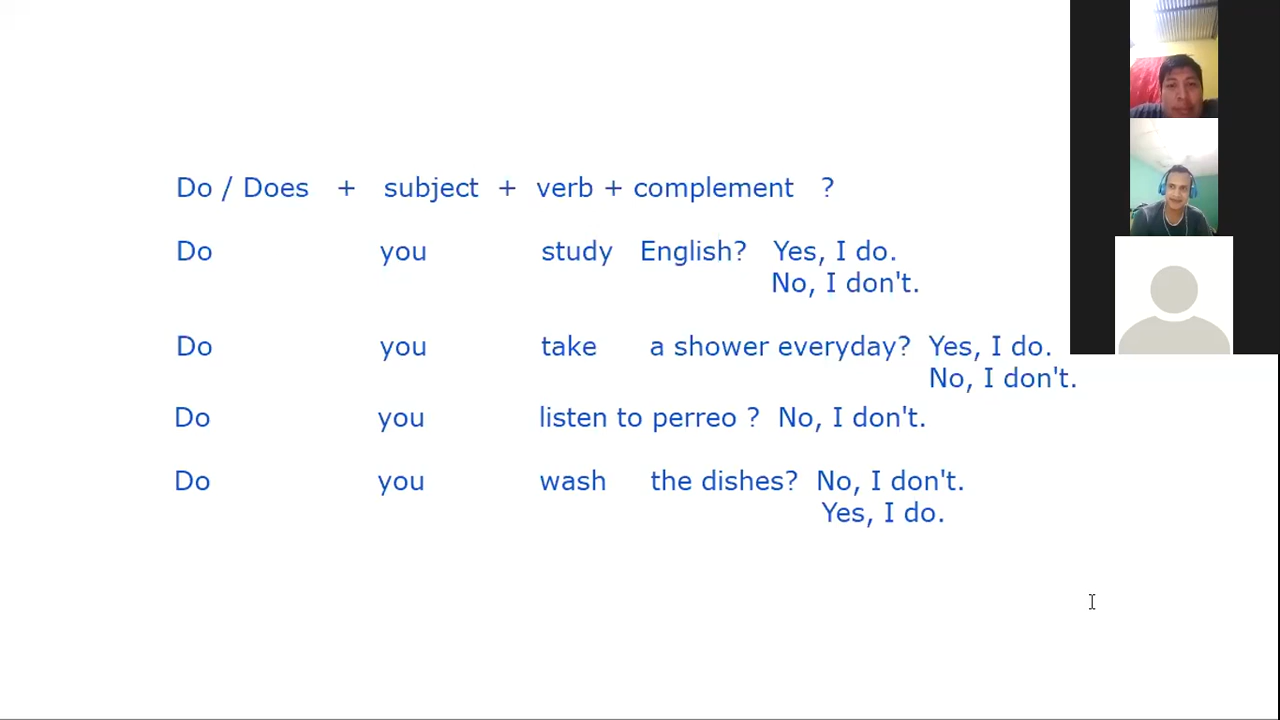 Do / Does + subject + verb + complement ?
Do you study English? Yes, I do.
No, I don't.
Do you take a shower everyday? Yes, I do.
No, I don't.
Do you listen to perreo ? No, I don't.
Do you wash the dishes? No, I don't.
Yes, I do.